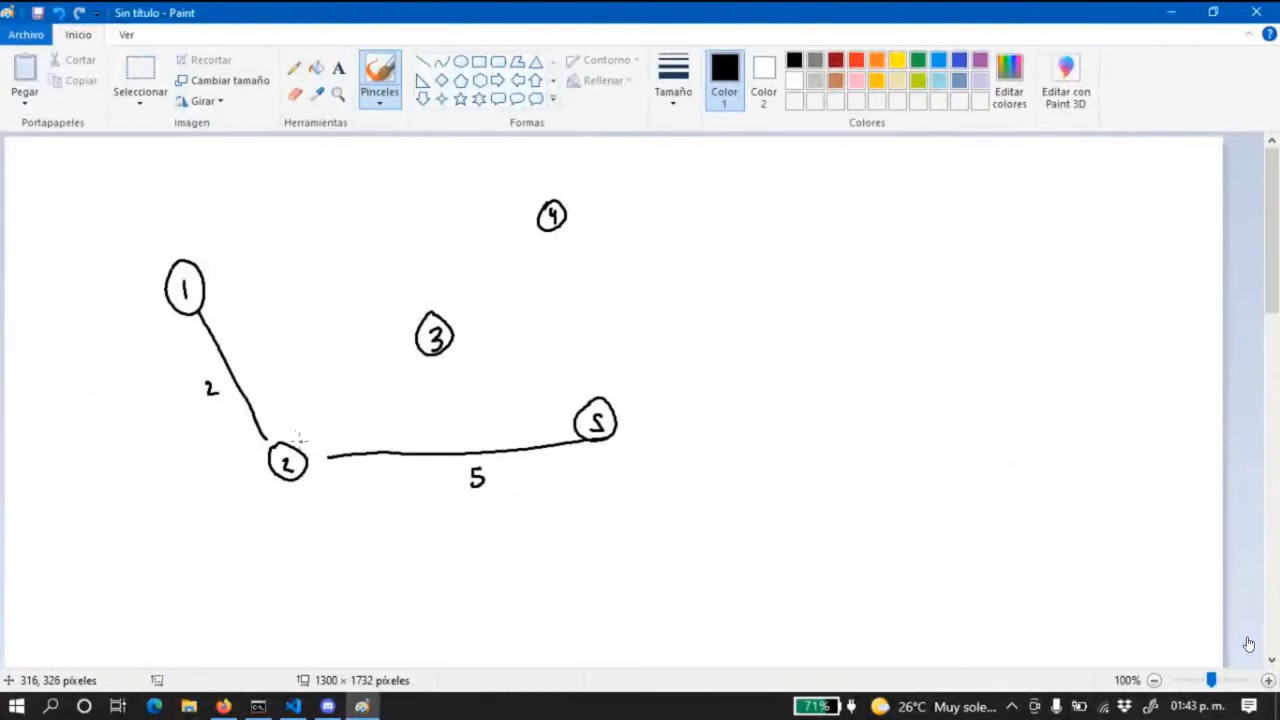 Sin título - Paint
Archivo Inicio Ver
Pegar
Cortar
Copiar
Portapapeles
Seleccionar
Recortar
Cambiar tamaño
Girar
Imagen
A
Herramientas
Pinceles
Contorno
Rellenar
Formas
Tamaño
Color 1
Color 2
Editar colores
Colores
Editar con Paint 3D
4
1
3
2
5
2
5
316, 326 píxeles
1300 × 1732 píxeles
100%
71%
26°C Muy sole...
01:43 p. m.